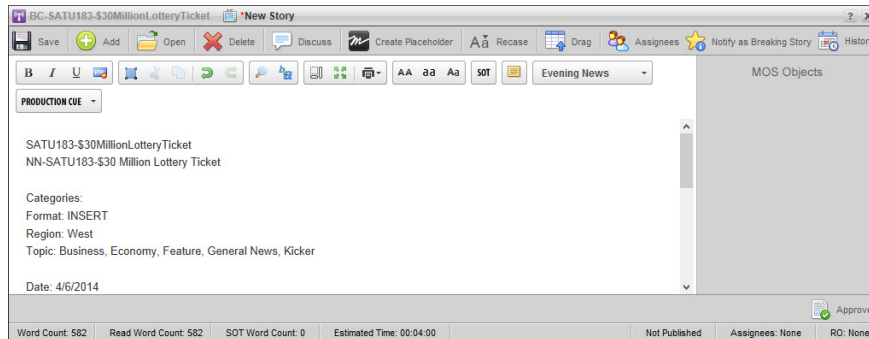 BC-SATU183-$30MillionLotteryTicket *New Story ? X
Save Add Open Delete Discuss Create Placeholder Aä Recase Drag Assignees Notify as Breaking Story Histor
B I U AA aa Aa SOT Evening News MOS Objects
PRODUCTION CUE
SATU183-$30MillionLotteryTicket
NN-SATU183-$30 Million Lottery Ticket
Categories:
Format: INSERT
Region: West
Topic: Business, Economy, Feature, General News, Kicker
Date: 4/6/2014
Approve
Word Count: 582 Read Word Count: 582 SOT Word Count: 0 Estimated Time: 00:04:00 Not Published Assignees: None RO: None